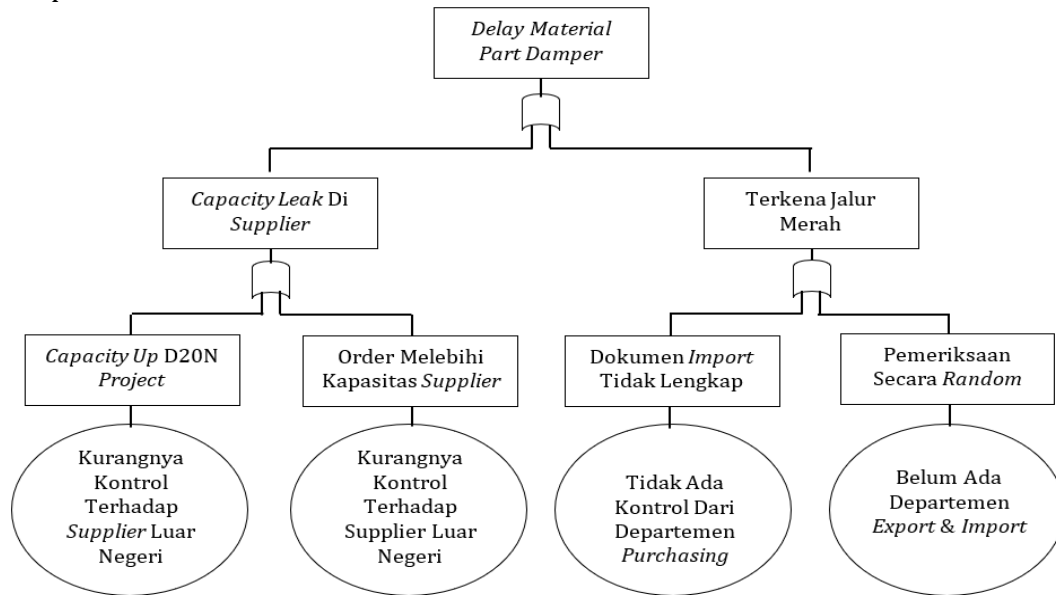 Delay Material
Part Damper
Capacity Leak Di
Supplier
Terkena Jalur
Merah
Capacity Up D20N
Project
Order Melebihi
Kapasitas Supplier
Dokumen Import
Tidak Lengkap
Pemeriksaan
Secara Random
Kurangnya
Kontrol
Terhadap
Supplier Luar
Negeri
Kurangnya
Kontrol
Terhadap
Supplier Luar
Negeri
Tidak Ada
Kontrol Dari
Departemen
Purchasing
Belum Ada
Departemen
Export & Import